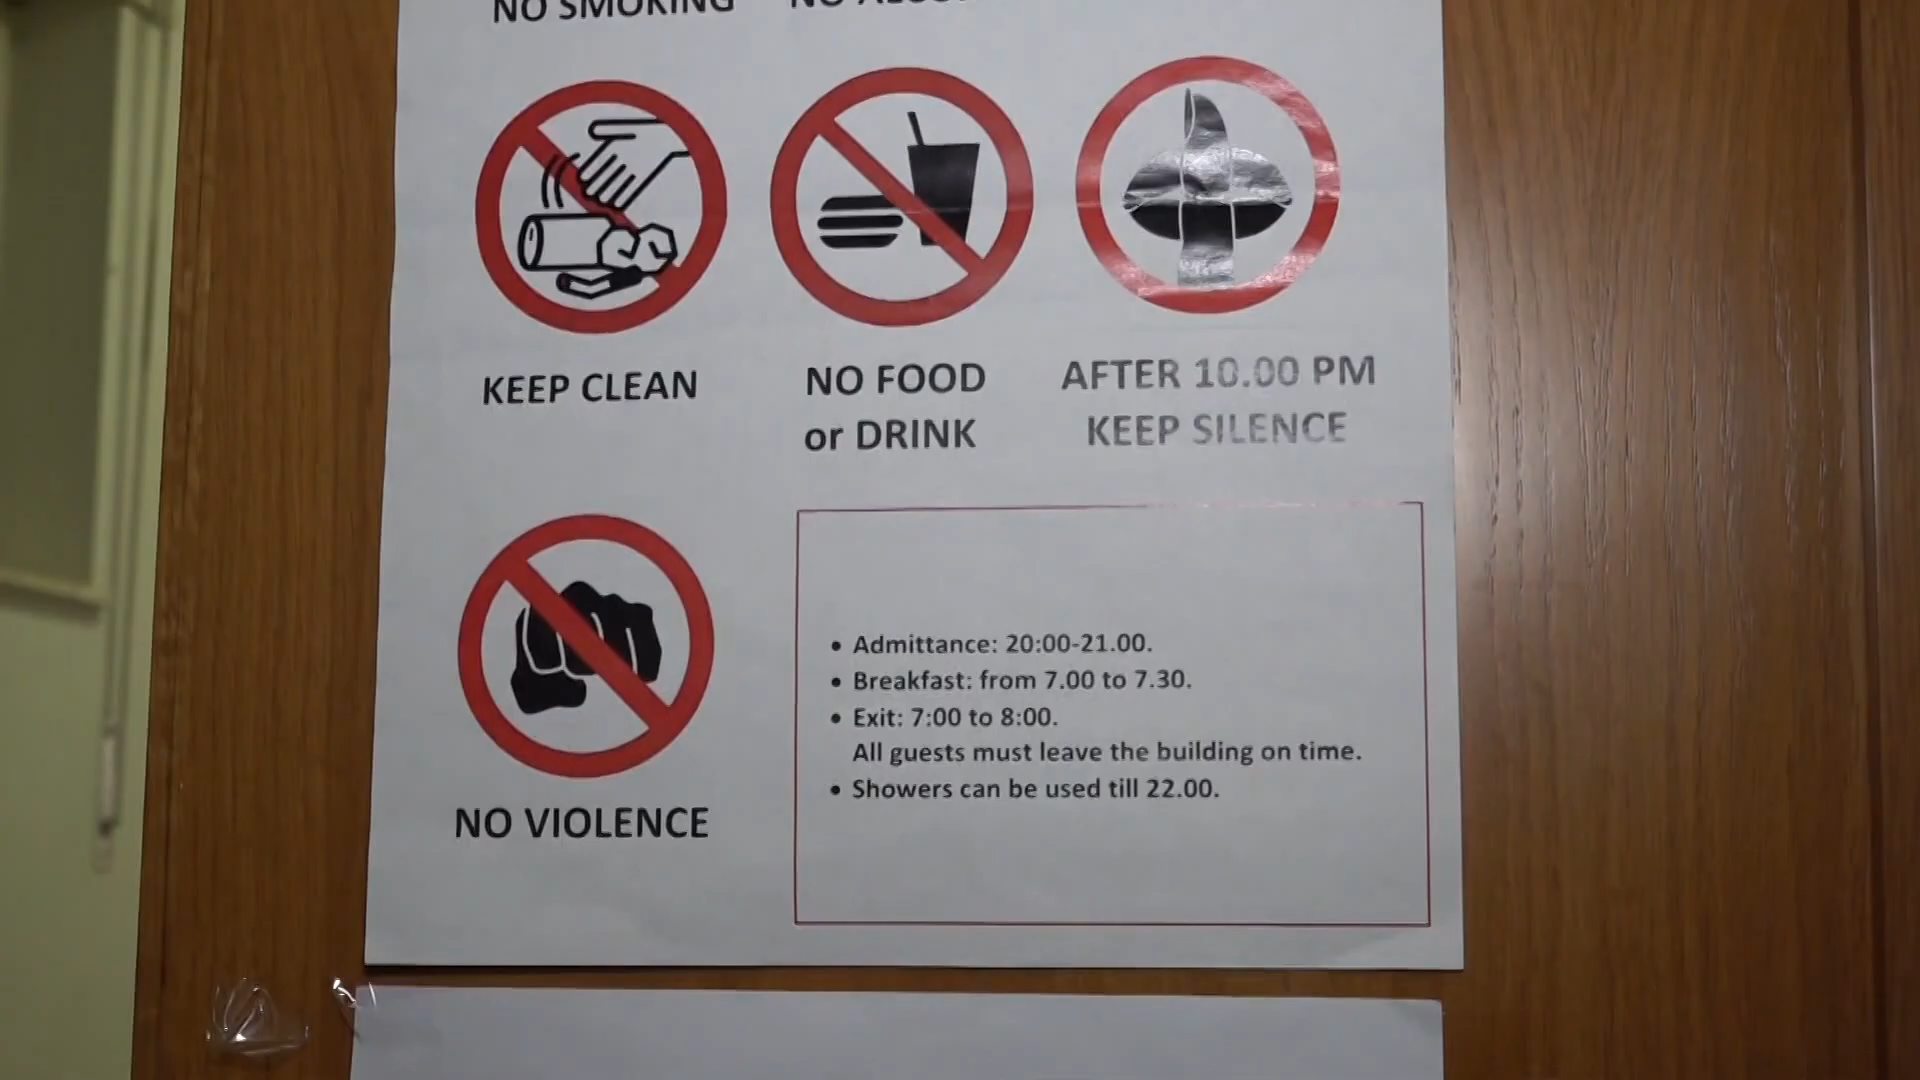 NO SMOKING
KEEP CLEAN
NO FOOD
or DRINK
AFTER 10.00 PM
KEEP SILENCE
NO VIOLENCE
• Admittance: 20:00-21.00.
• Breakfast: from 7.00 to 7.30.
• Exit: 7:00 to 8:00.
All guests must leave the building on time.
• Showers can be used till 22.00.